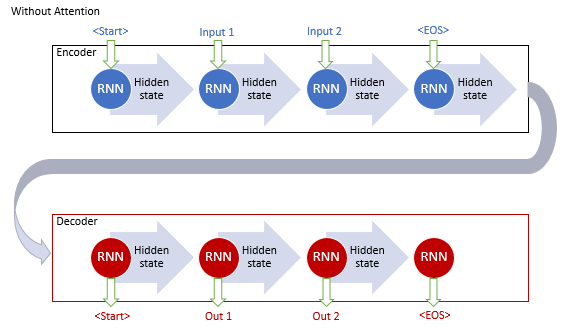 Without Attention
<Start> Input 1 Input 2 <EOS>
Encoder
RNN Hidden state RNN Hidden state RNN Hidden state RNN Hidden state
Decoder
RNN Hidden state RNN Hidden state RNN Hidden state RNN
<Start> Out 1 Out 2 <EOS>